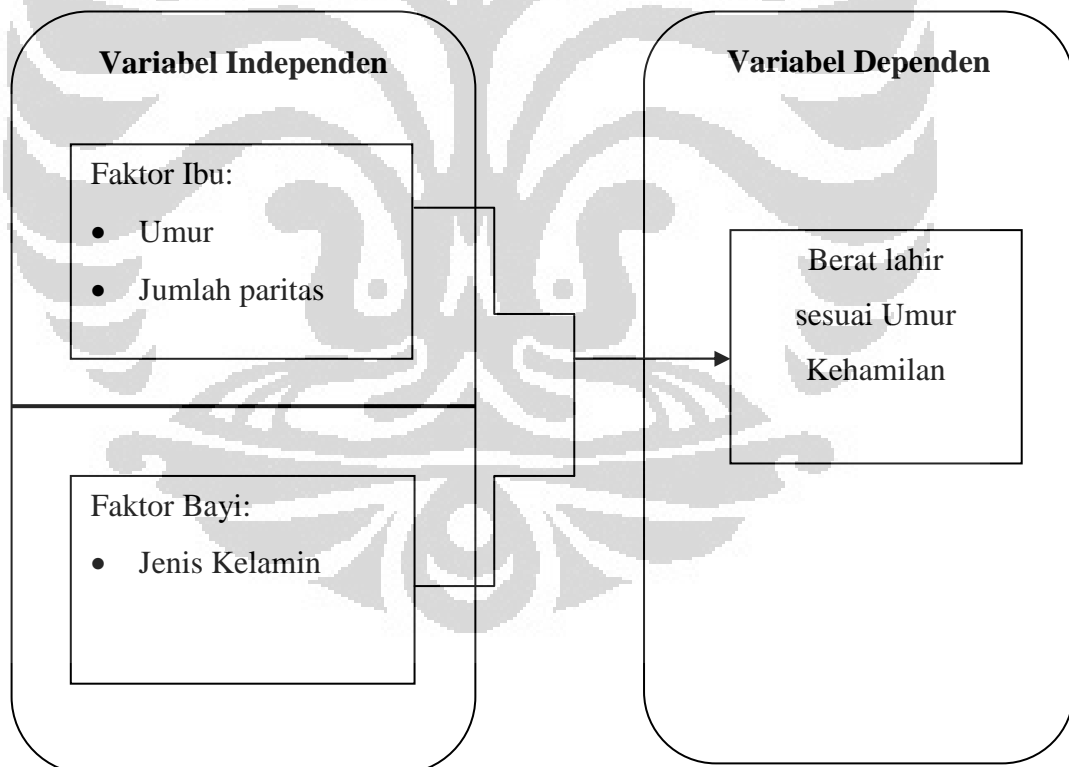 Variabel Independen
Faktor Ibu:
• Umur
• Jumlah paritas
Faktor Bayi:
• Jenis Kelamin
Variabel Dependen
Berat lahir
sesuai Umur
Kehamilan